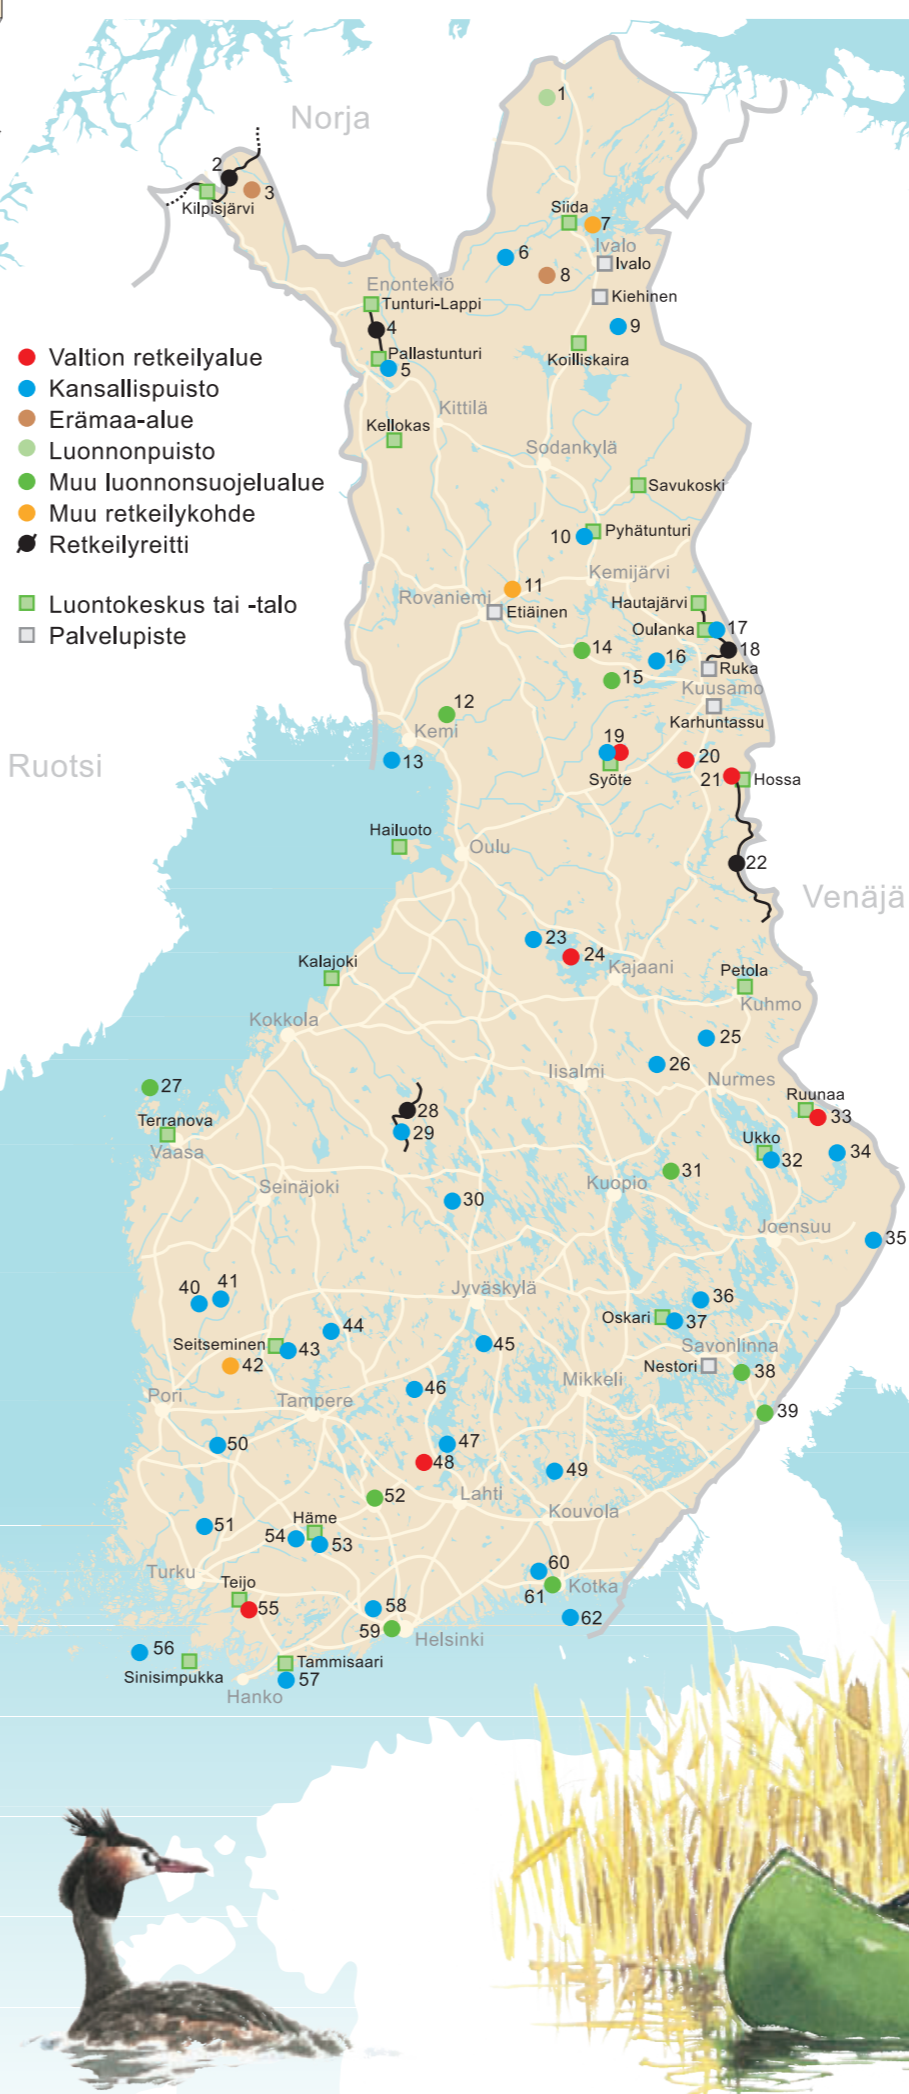 Norja
1
2
3
Kilpisjärvi
Siida
7
Ivalo
Ivalo
6
8
Kiehinen
Enontekiö
Tunturi-Lappi
9
4
Koilliskaira
Pallastunturi
5
Valtion retkeilyalue
Kansallispuisto
Erämaa-alue
Luonnonpuisto
Muu luonnonsuojelualue
Muu retkeilykohde
Retkeilyreitti
Luontokeskus tai -talo
Palvelupiste
Kittilä
Kellokas
Sodankylä
Savukoski
10
Pyhätunturi
Kemijärvi
11
Rovaniemi
Etiäinen
Hautajärvi
Oulanka
17
14
16
18
Ruka
15
Kuusamo
12
Karhuntassu
Kemi
19
13
20
Ruotsi
21
Hossa
Syöte
Hailuoto
Oulu
22
Venäjä
23
24
Kalajoki
Kajaani
Petola
Kuhmo
Kokkola
25
26
Iisalmi
Nurmes
27
Ruunaa
28
33
Terranova
29
Ukko
Vaasa
32
34
31
Kuopio
Seinäjoki
30
Joensuu
35
40
41
Jyväskylä
36
Oskari
37
44
Seitseminen
43
45
Savonlinna
42
Nestori
38
Mikkeli
46
Pori
Tampere
39
50
47
48
49
Lahti
52
Kouvola
Häme
51
54
53
Turku
60
Teijo
Kotka
61
55
58
62
59
Helsinki
56
Sinisimpukka
Tammisaari
57
Hanko